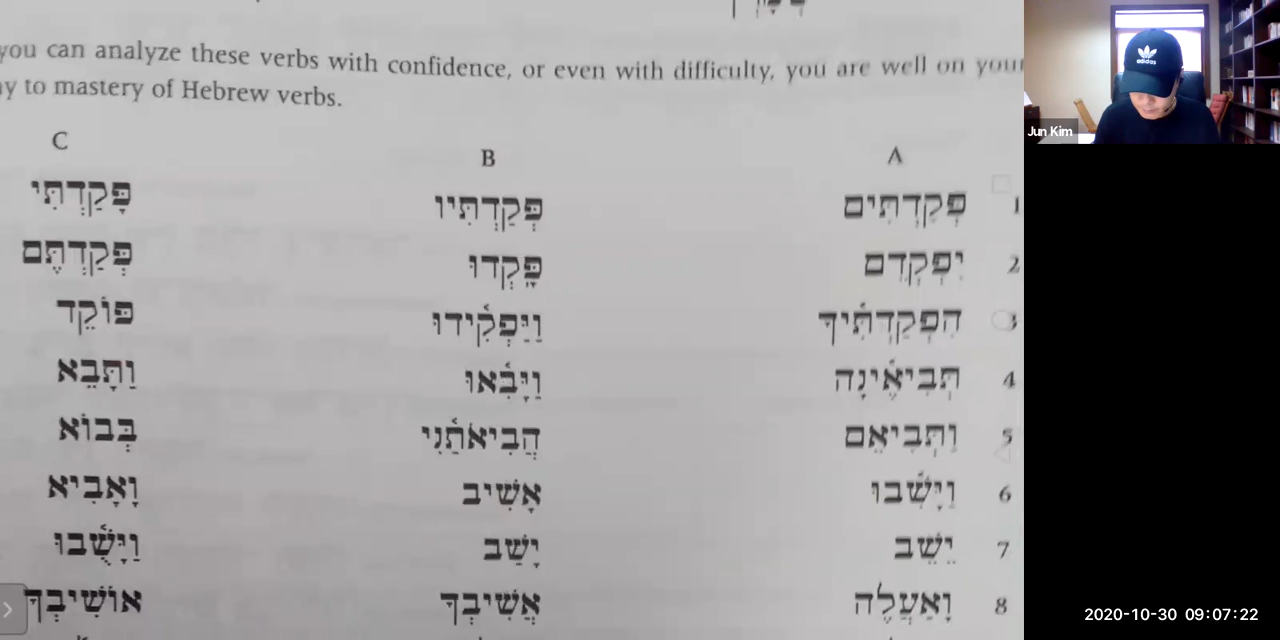 you can analyze these verbs with confidence, or even with difficulty, you are well on your
to mastery of Hebrew verbs.
A B C
1 פְּקַדְתִּים פְּקַדְתִּיו פָּקַדְתִּי
2 יִפְקְדֵם פָּֽקְדוּ פְּקַדְתֶּם
3 הִפְקַדְתִּ֫יךָ וַיַּפְקִ֫ידוּ פּוֹקֵד
4 תְּבִיאֶ֫ינָה וַיָּבִ֫אוּ וַתָּבֵא
5 וַתְּבִיאֵם הֲבִיאֹתַ֫נִי בְּבוֹא
6 וַיָּשִׁ֫בוּ אָשִׁיב וָאָבִיא
7 יֵשֵׁב יָשַׁב וַיָּשֻׁ֫בוּ
8 וָאַעֲלֶה אֲשִׁיבְךָ אוֹשִׁיבְךָ
adidas
Jun Kim
2020-10-30 09:07:22